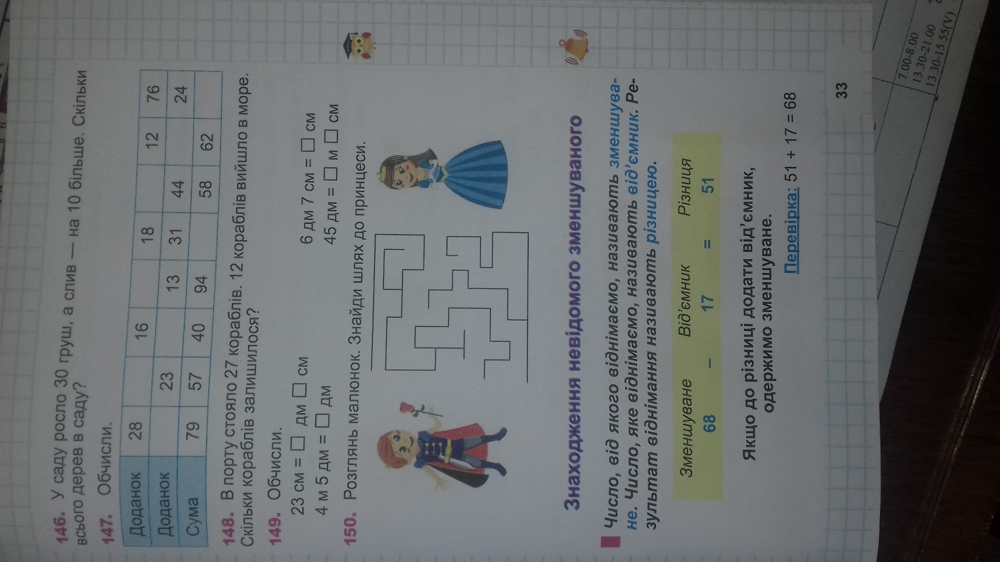 146. У саду росло 30 груш, а слив — на 10 більше. Скільки
всього дерев в саду?
147. Обчисли.
Доданок 28 16 18 12 76
Доданок 23 13 31 44 24
Сума 79 57 40 94 58 62
148. В порту стояло 27 кораблів. 12 кораблів вийшло в море.
Скільки кораблів залишилося?
149. Обчисли.
23 см = □ дм □ см 6 дм 7 см = □ см
4 м 5 дм = □ дм 45 дм = □ м □ см
150. Розглянь малюнок. Знайди шлях до принцеси.
Знаходження невідомого зменшуваного
Число, від якого віднімаємо, називають зменшува-
не. Число, яке віднімаємо, називають від'ємник. Ре-
зультат віднімання називають різницею.
Зменшуване Від'ємник Різниця
68 – 17 = 51
Якщо до різниці додати від'ємник,
одержимо зменшуване.
Перевірка: 51 + 17 = 68
33
7.00-8.00
13.30-21.00
13.30-15.55(V)